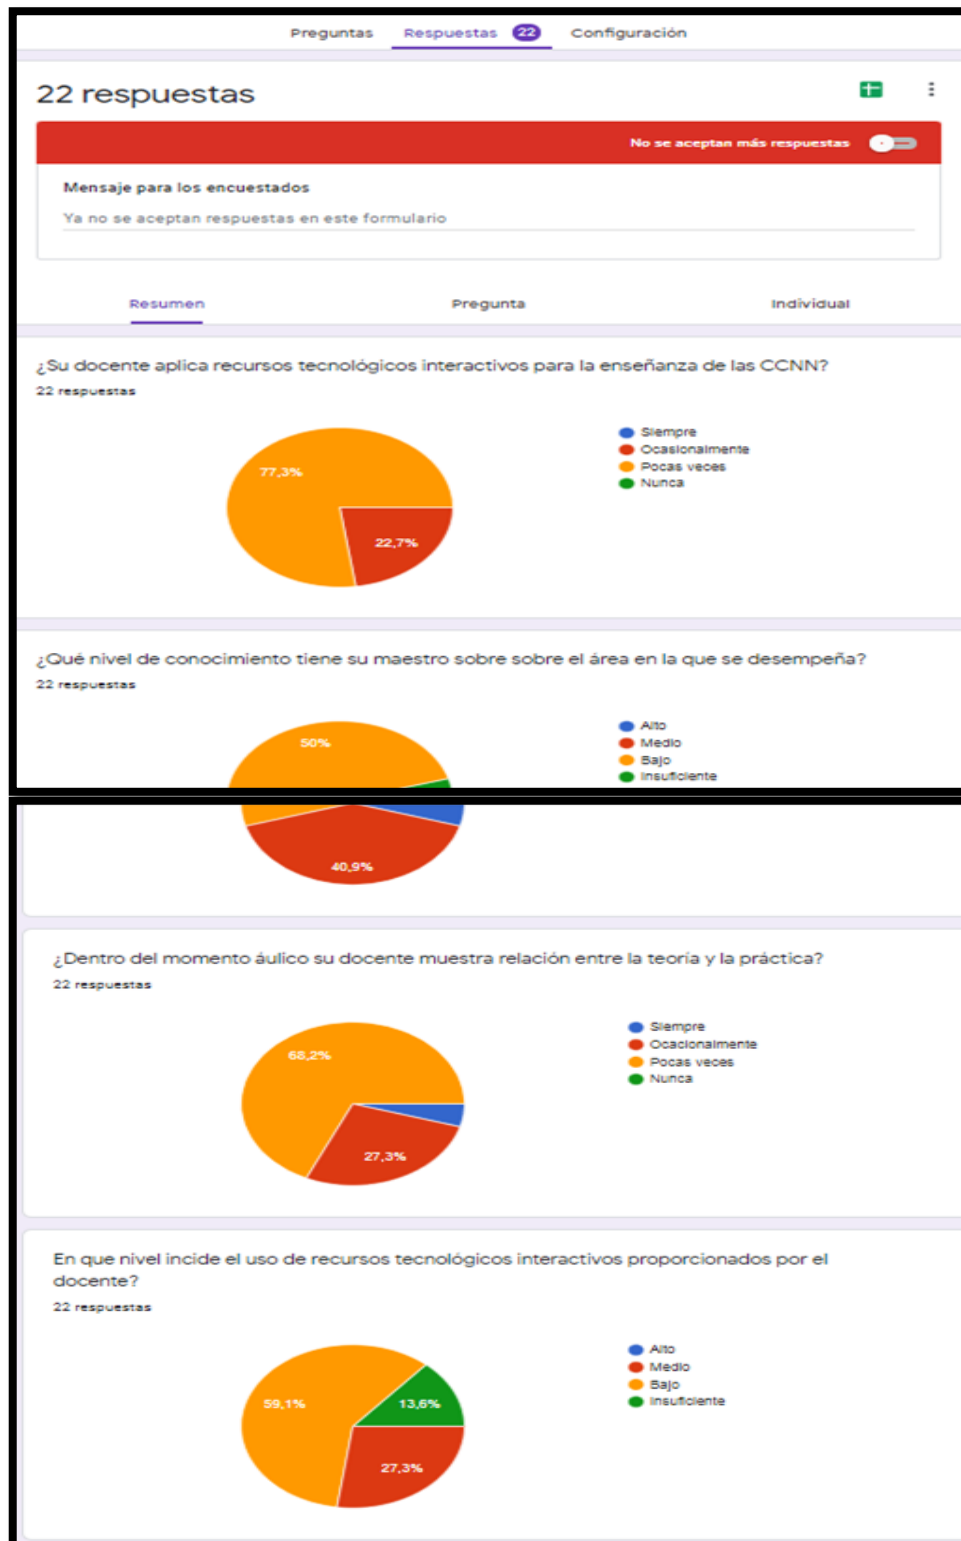 Preguntas Respuestas 22 Configuración
22 respuestas
No se aceptan más respuestas
Mensaje para los encuestados
Ya no se aceptan respuestas en este formulario
Resumen Pregunta Individual
¿Su docente aplica recursos tecnológicos interactivos para la enseñanza de las CCNN?
22 respuestas
77,3%
22,7%
Siempre
Ocasionalmente
Pocas veces
Nunca
¿Qué nivel de conocimiento tiene su maestro sobre sobre el área en la que se desempeña?
22 respuestas
50%
Alto
Medio
Bajo
Insuficiente
40,9%
¿Dentro del momento áulico su docente muestra relación entre la teoría y la práctica?
22 respuestas
68,2%
27,3%
Siempre
Ocacionalmente
Pocas veces
Nunca
En que nivel incide el uso de recursos tecnológicos interactivos proporcionados por el
docente?
22 respuestas
59,1%
13,6%
27,3%
Alto
Medio
Bajo
Insuficiente